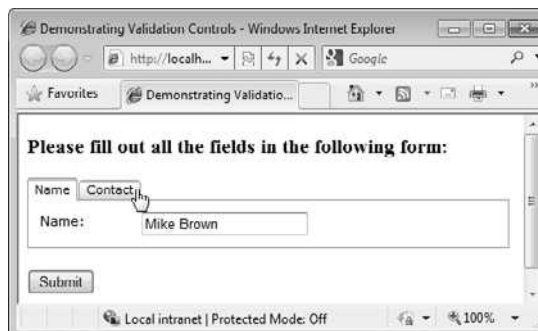 Demonstrating Validation Controls - Windows Internet Explorer
http://localh...
Google
Favorites
Demonstrating Validatio...
Please fill out all the fields in the following form:
Name
Contact
Name:
Mike Brown
Submit
Local intranet | Protected Mode: Off
100%